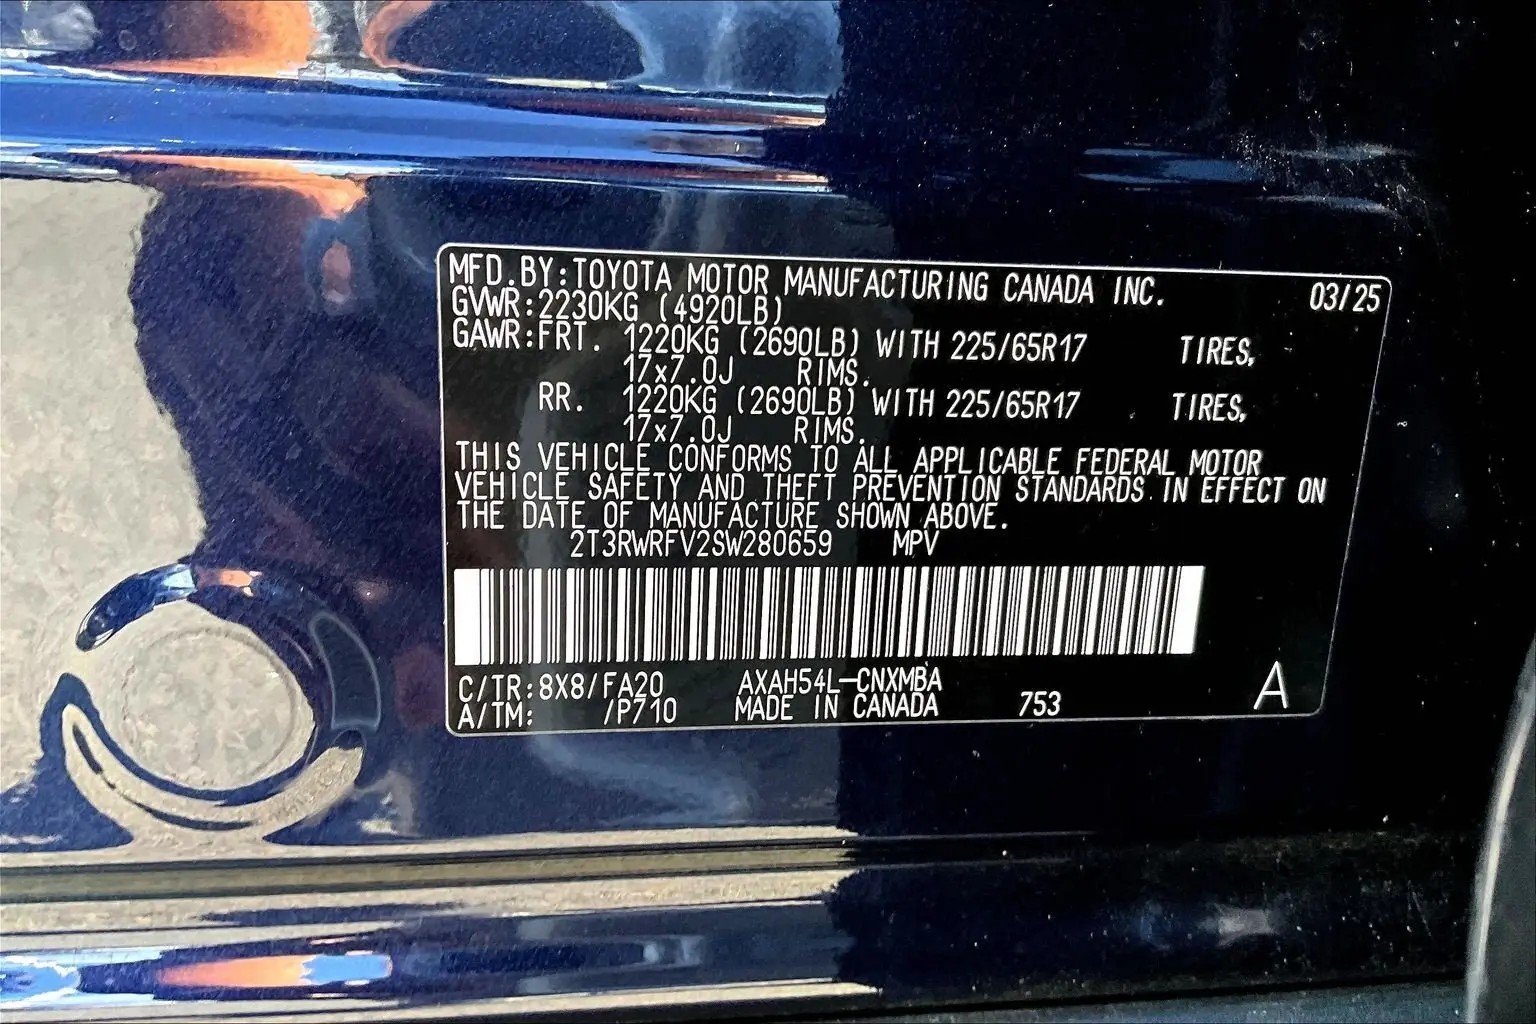 MFD.BY:TOYOTA MOTOR MANUFACTURING CANADA INC. 03/25
GVWR:2230KG (4920LB)
GAWR:FRT. 1220KG (2690LB) WITH 225/65R17 TIRES,
17x7.0J RIMS.
RR. 1220KG (2690LB) WITH 225/65R17 TIRES,
17x7.0J RIMS.
THIS VEHICLE CONFORMS TO ALL APPLICABLE FEDERAL MOTOR
VEHICLE SAFETY AND THEFT PREVENTION STANDARDS IN EFFECT ON
THE DATE OF MANUFACTURE SHOWN ABOVE.
2T3RWRFV2SW280659 MPV
C/TR:8X8/FA20 AXAH54L-CNXMBA
A/TM: /P710 MADE IN CANADA 753 A